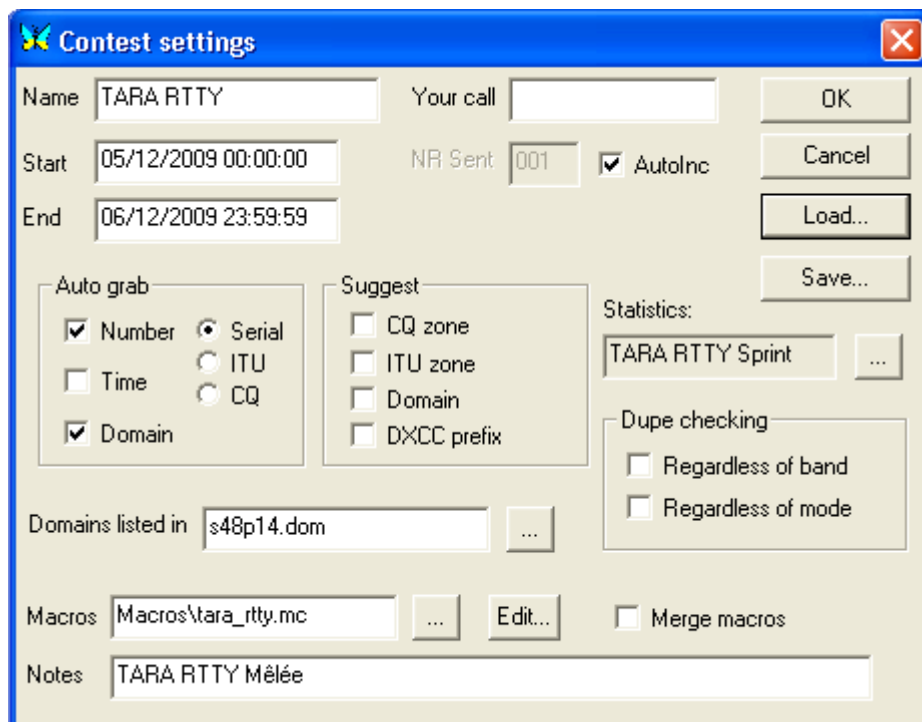 Contest settings
Name TARA RTTY Your call OK
Start 05/12/2009 00:00:00 NR Sent 001 AutoInc Cancel
End 06/12/2009 23:59:59 Load...
Save...
Auto grab
Number Serial
ITU
Time
CQ
Domain
Suggest
CQ zone
ITU zone
Domain
DXCC prefix
Statistics:
TARA RTTY Sprint ...
Dupe checking
Regardless of band
Regardless of mode
Domains listed in s48p14.dom ...
Macros Macros\tara_rtty.mc ... Edit... Merge macros
Notes TARA RTTY Mêlée